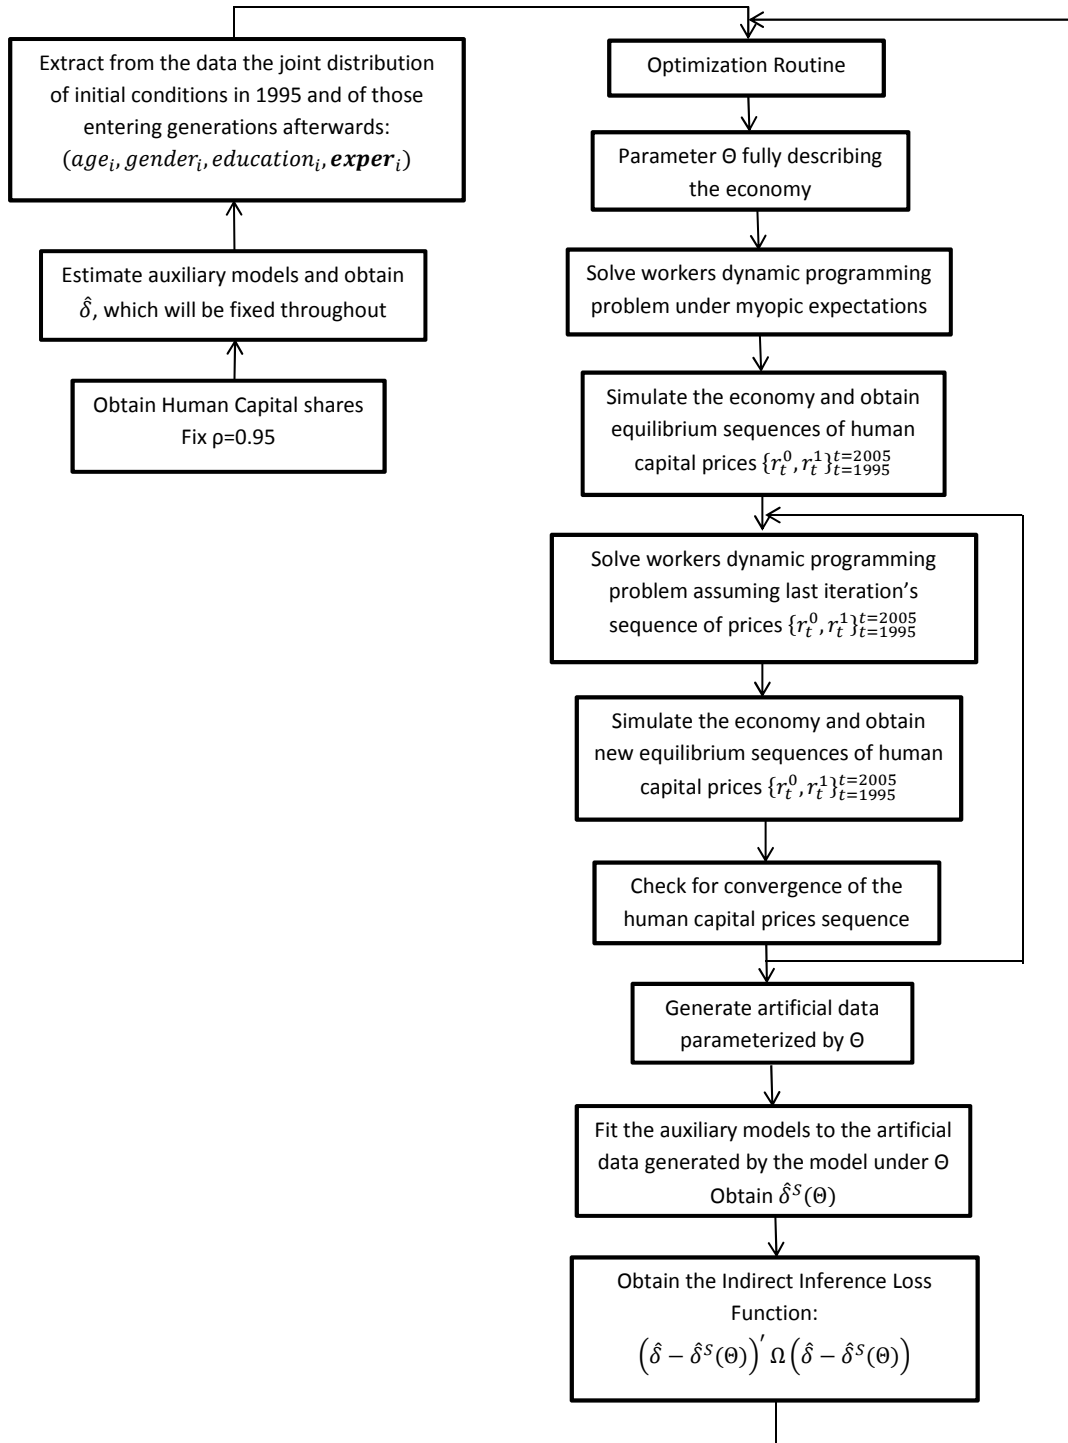 Extract from the data the joint distribution
of initial conditions in 1995 and of those
entering generations afterwards:
(age_i, gender_i, education_i, exper_i)
Estimate auxiliary models and obtain
δ̂, which will be fixed throughout
Obtain Human Capital shares
Fix ρ=0.95
Optimization Routine
Parameter Θ fully describing
the economy
Solve workers dynamic programming
problem under myopic expectations
Simulate the economy and obtain
equilibrium sequences of human
capital prices {r_t^0, r_t^1}_{t=1995}^{t=2005}
Solve workers dynamic programming
problem assuming last iteration’s
sequence of prices {r_t^0, r_t^1}_{t=1995}^{t=2005}
Simulate the economy and obtain
new equilibrium sequences of human
capital prices {r_t^0, r_t^1}_{t=1995}^{t=2005}
Check for convergence of the
human capital prices sequence
Generate artificial data
parameterized by Θ
Fit the auxiliary models to the artificial
data generated by the model under Θ
Obtain δ̂^S(Θ)
Obtain the Indirect Inference Loss
Function:
(δ̂ − δ̂^S(Θ))′ Ω (δ̂ − δ̂^S(Θ))